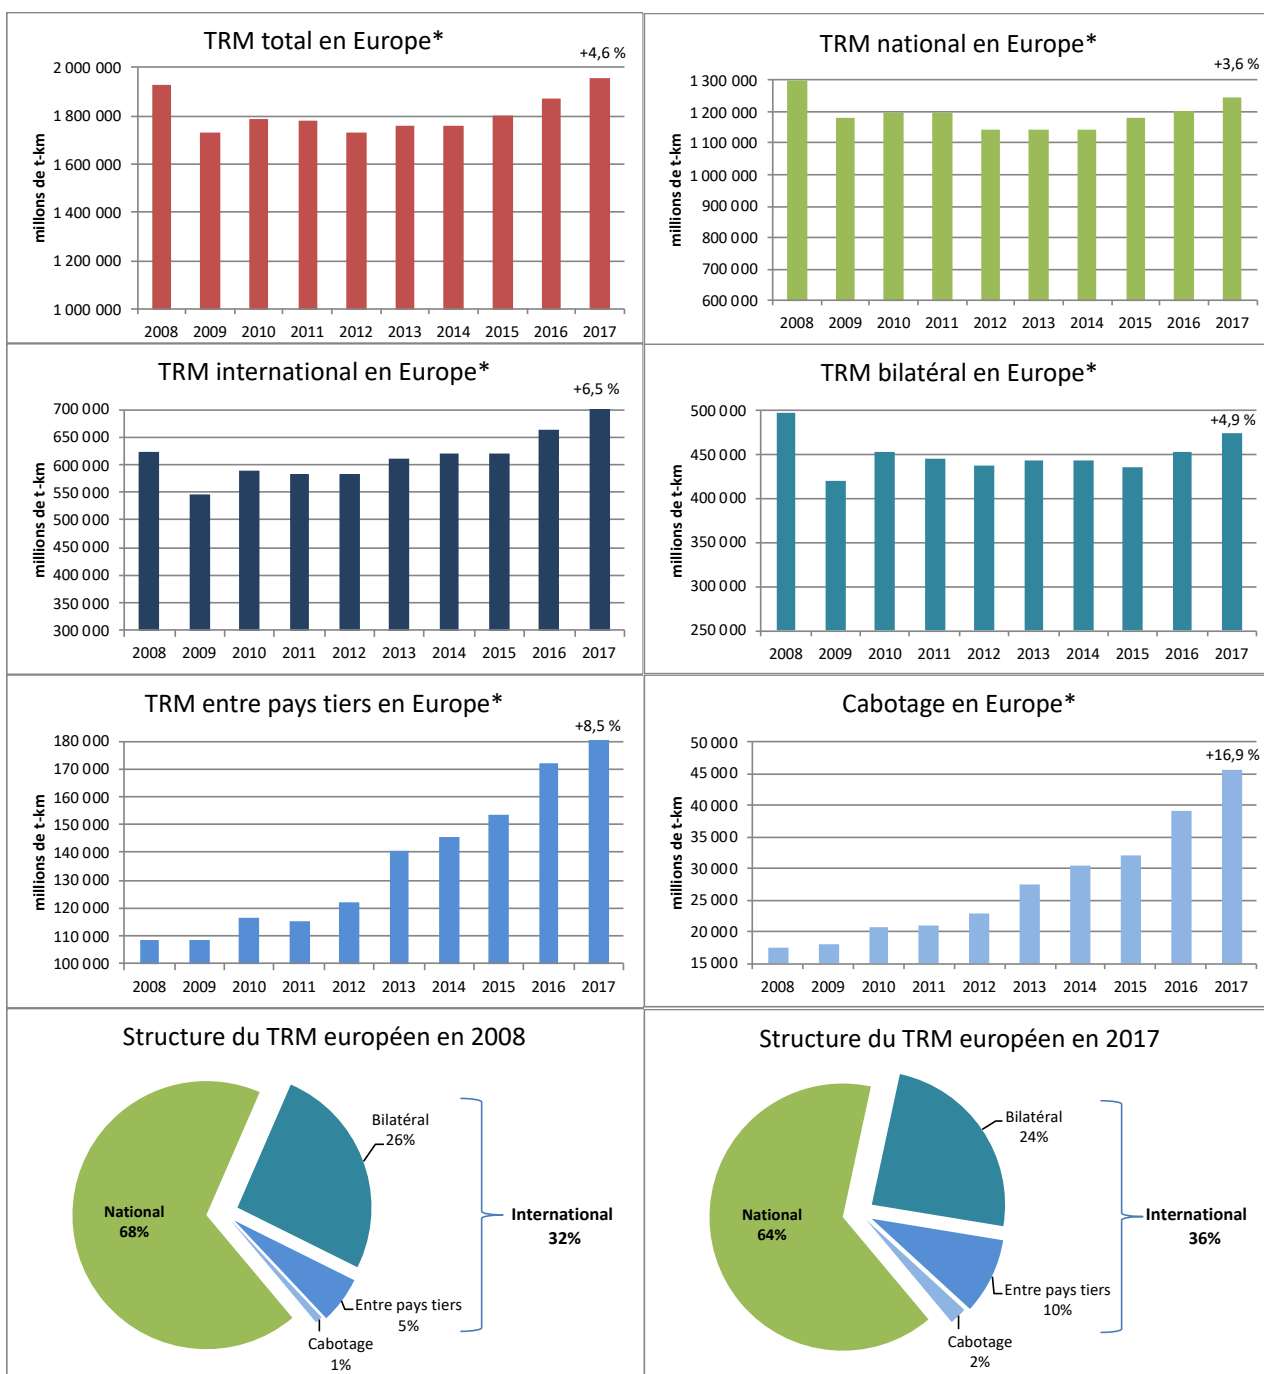 TRM total en Europe*
+4,6 %
millons de t-km
2 000 000
1 800 000
1 600 000
1 400 000
1 200 000
1 000 000
2008 2009 2010 2011 2012 2013 2014 2015 2016 2017
TRM national en Europe*
+3,6 %
millions de t-km
1 300 000
1 200 000
1 100 000
1 000 000
900 000
800 000
700 000
600 000
2008 2009 2010 2011 2012 2013 2014 2015 2016 2017
TRM international en Europe*
+6,5 %
millions de t-km
700 000
650 000
600 000
550 000
500 000
450 000
400 000
350 000
300 000
2008 2009 2010 2011 2012 2013 2014 2015 2016 2017
TRM bilatéral en Europe*
+4,9 %
millions de t-km
500 000
450 000
400 000
350 000
300 000
250 000
2008 2009 2010 2011 2012 2013 2014 2015 2016 2017
TRM entre pays tiers en Europe*
+8,5 %
millions de t-km
180 000
170 000
160 000
150 000
140 000
130 000
120 000
110 000
100 000
2008 2009 2010 2011 2012 2013 2014 2015 2016 2017
Cabotage en Europe*
+16,9 %
millions de t-km
50 000
45 000
40 000
35 000
30 000
25 000
20 000
15 000
2008 2009 2010 2011 2012 2013 2014 2015 2016 2017
Structure du TRM européen en 2008
Bilatéral
26%
National
68%
International
32%
Entre pays tiers
5%
Cabotage
1%
Structure du TRM européen en 2017
Bilatéral
24%
National
64%
International
36%
Entre pays tiers
10%
Cabotage
2%